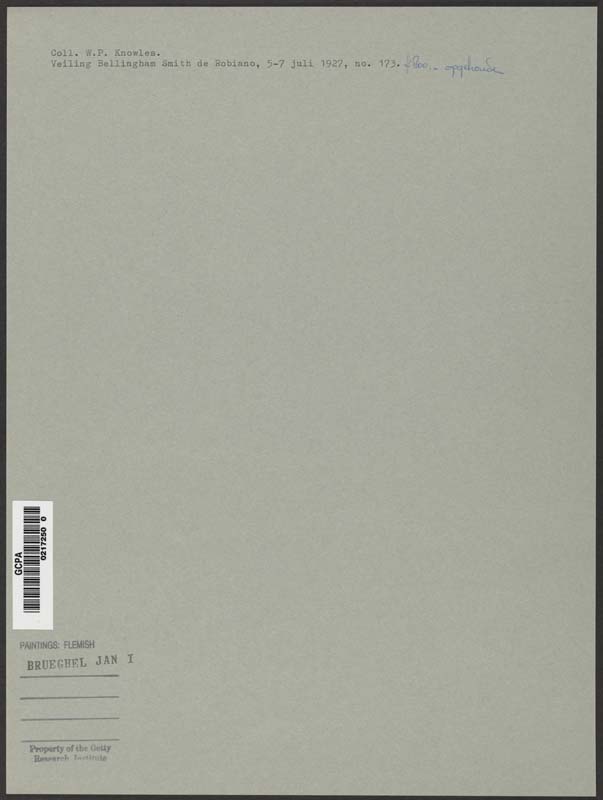 Coll. W.P. Knowles.
Veiling Bellingham Smith de Robiano, 5-7 juli 1927, no. 173. f 800.- opgehouden
GCPA
0217250 0
PAINTINGS: FLEMISH
BRUEGHEL JAN I
Property of the Getty
Research Institute